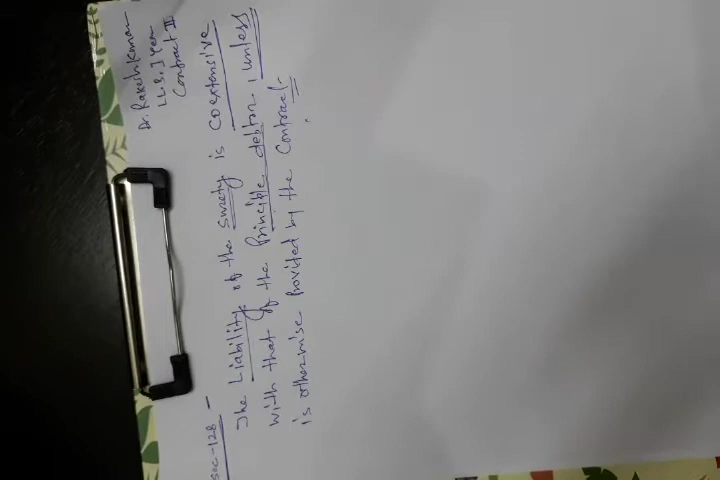 Dr. Rakesh Kumar
LL.B. I Year
Contract II
Sec-128 -
The Liability of the surety is coextensive
with that of the Principle debtor, unless
is otherwise Provited by the Contract.